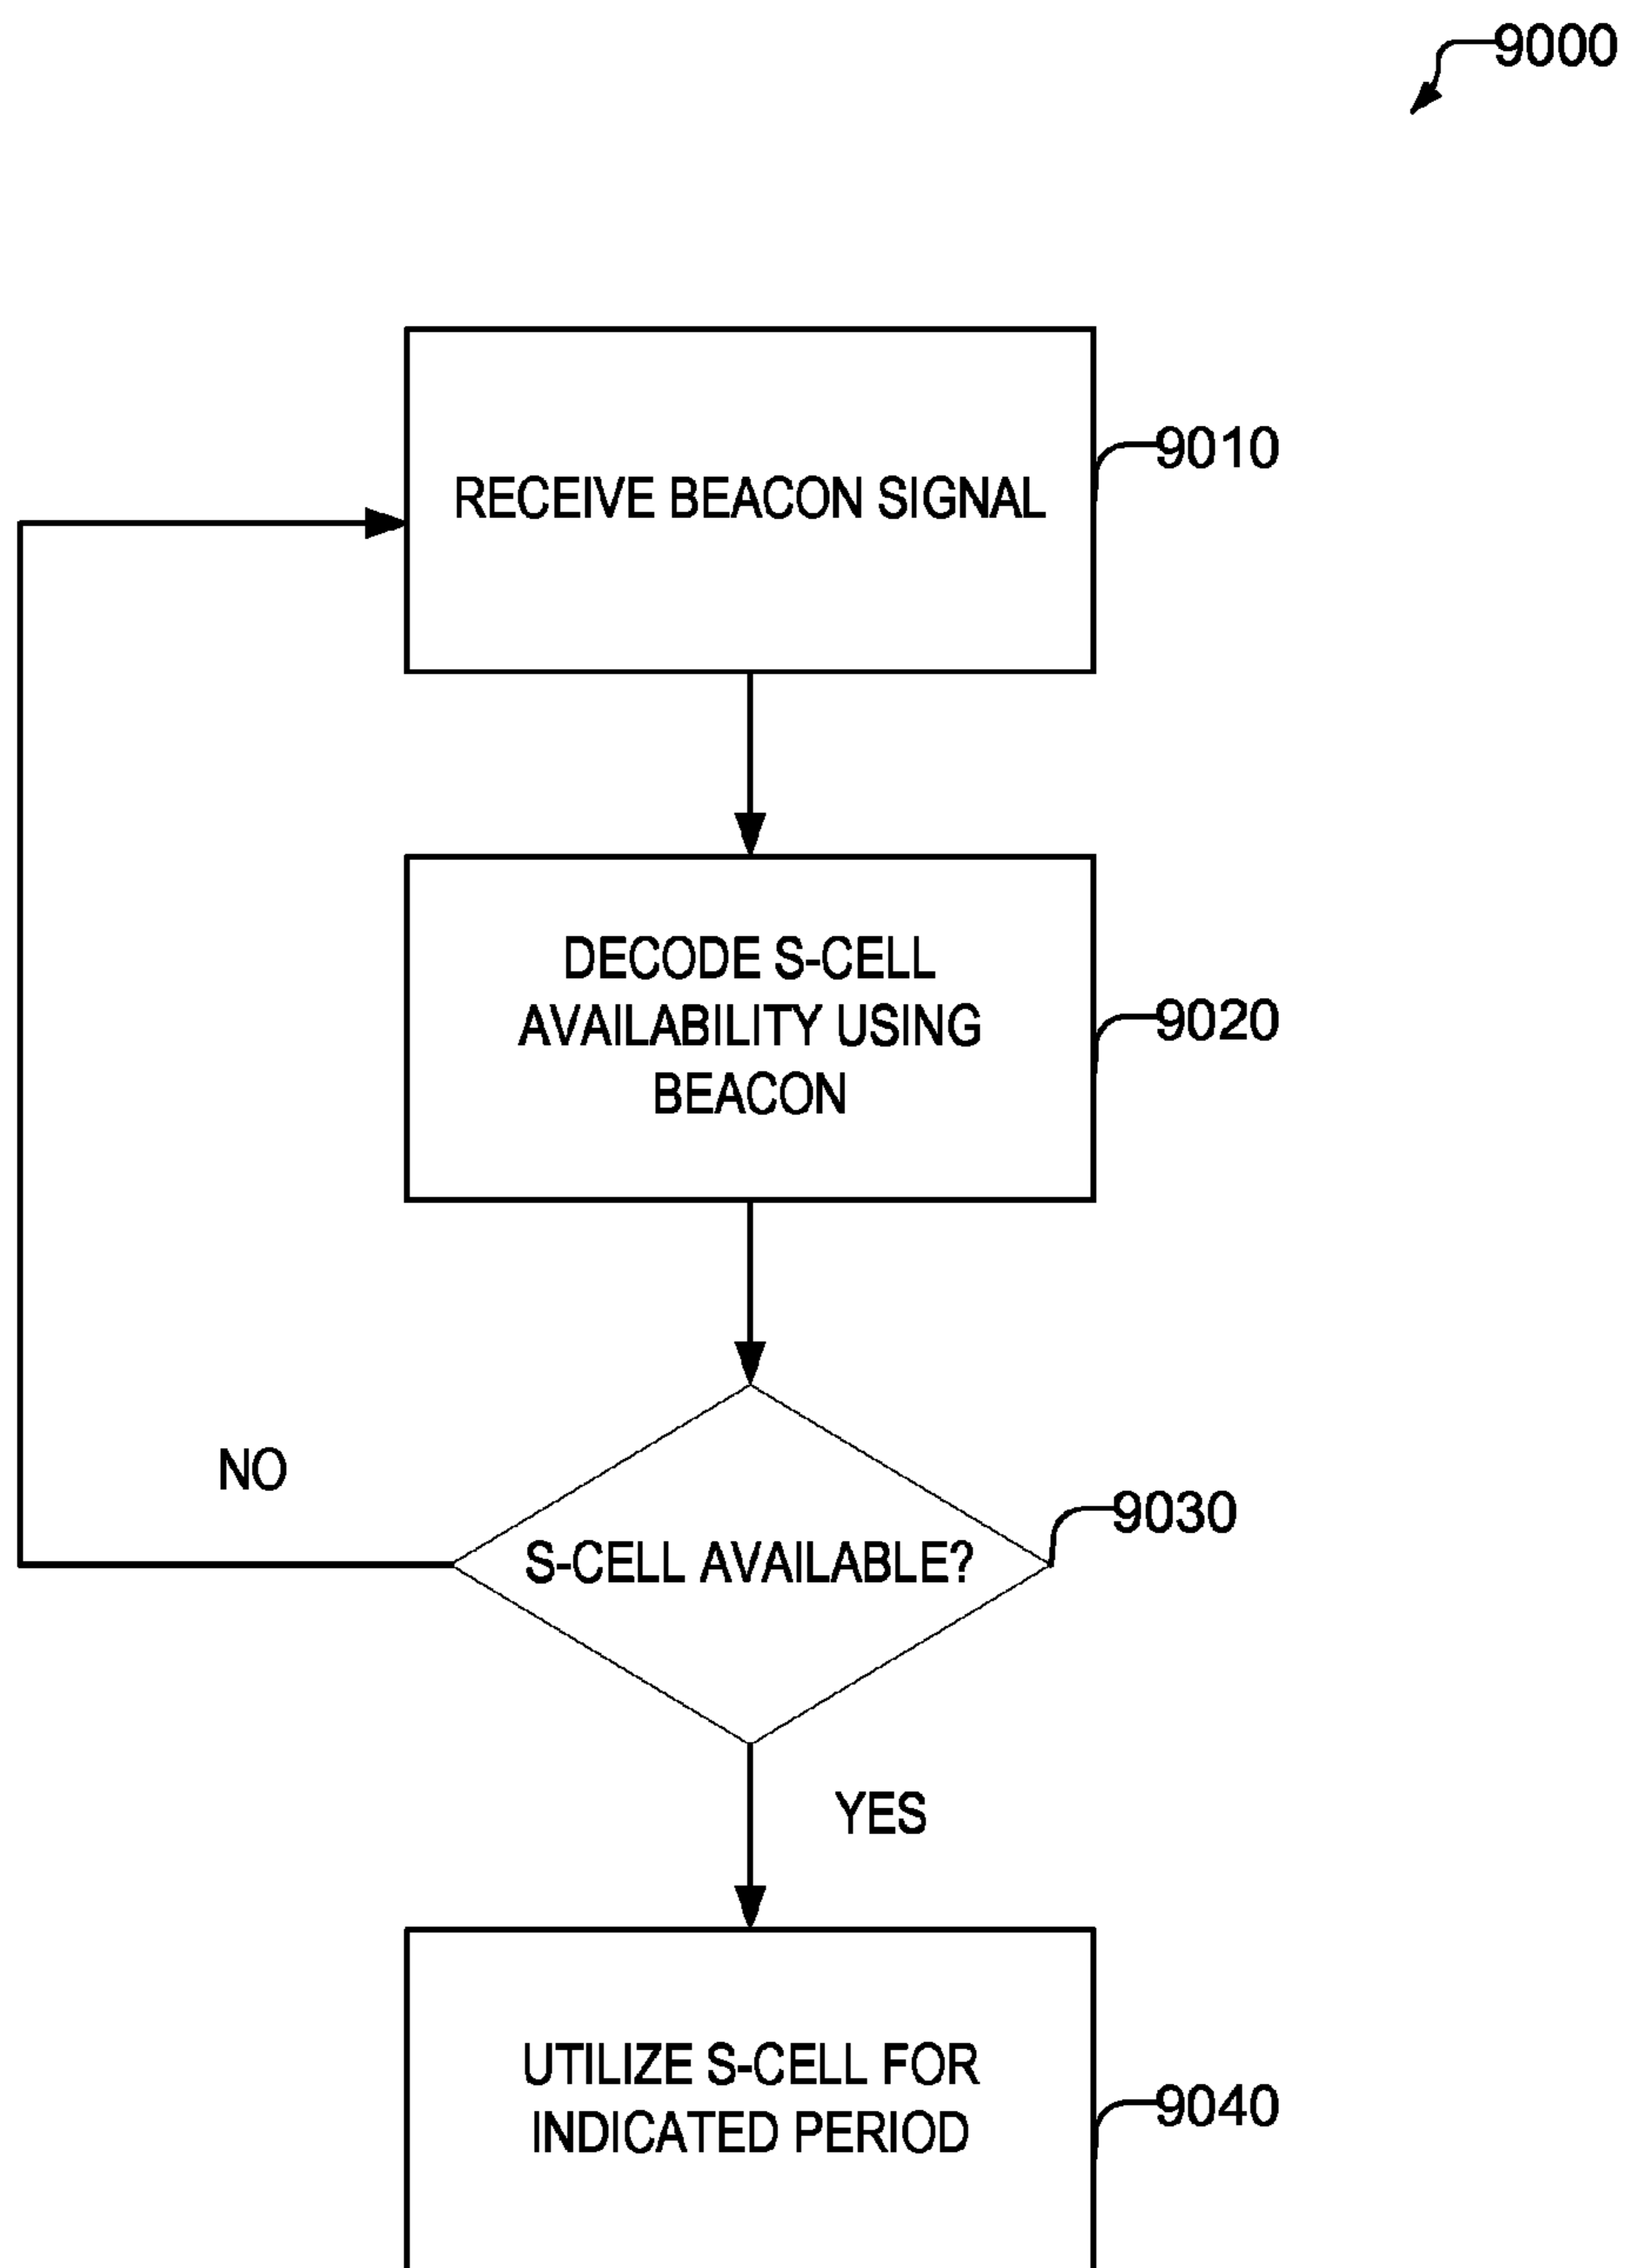 9000
RECEIVE BEACON SIGNAL
9010
DECODE S-CELL
AVAILABILITY USING
BEACON
9020
NO
S-CELL AVAILABLE?
9030
YES
UTILIZE S-CELL FOR
INDICATED PERIOD
9040